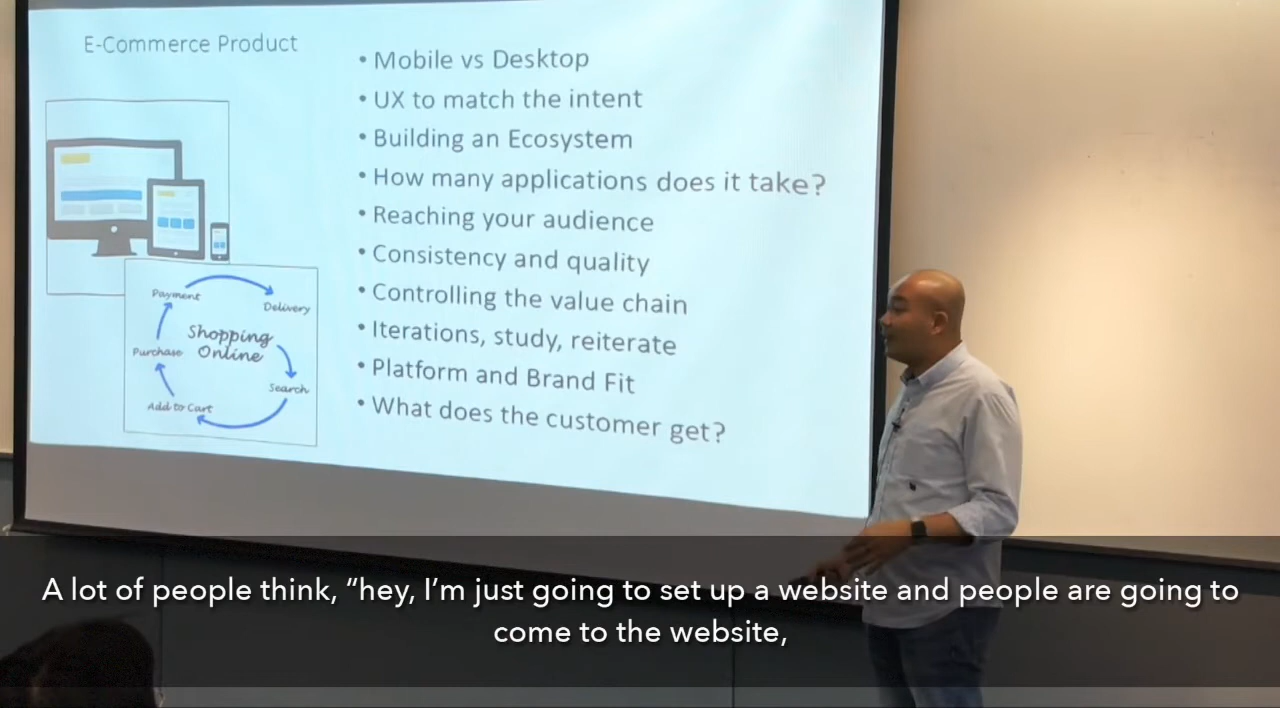 E-Commerce Product
• Mobile vs Desktop
• UX to match the intent
• Building an Ecosystem
• How many applications does it take?
• Reaching your audience
• Consistency and quality
• Controlling the value chain
• Iterations, study, reiterate
• Platform and Brand Fit
• What does the customer get?
Payment
Delivery
Shopping
Online
Purchase
Search
Add to Cart
A lot of people think, "hey, I'm just going to set up a website and people are going to
come to the website,